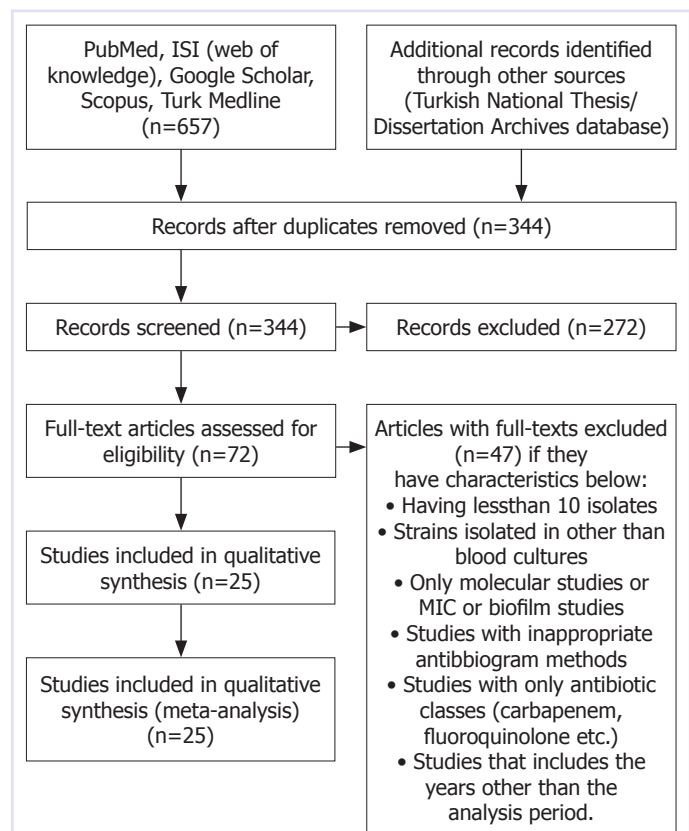 PubMed, ISI (web of
knowledge), Google Scholar,
Scopus, Turk Medline
(n=657)
Additional records identified
through other sources
(Turkish National Thesis/
Dissertation Archives database)
Records after duplicates removed (n=344)
Records screened (n=344)
Records excluded (n=272)
Full-text articles assessed for
eligibility (n=72)
Articles with full-texts excluded
(n=47) if they
have characteristics below:
• Having lessthan 10 isolates
• Strains isolated in other than
blood cultures
• Only molecular studies or
MIC or biofilm studies
• Studies with inappropriate
antibbiogram methods
• Studies with only antibiotic
classes (carbapenem,
fluoroquinolone etc.)
• Studies that includes the
years other than the
analysis period.
Studies included in qualitative
synthesis (n=25)
Studies included in qualitative
synthesis (meta-analysis)
(n=25)